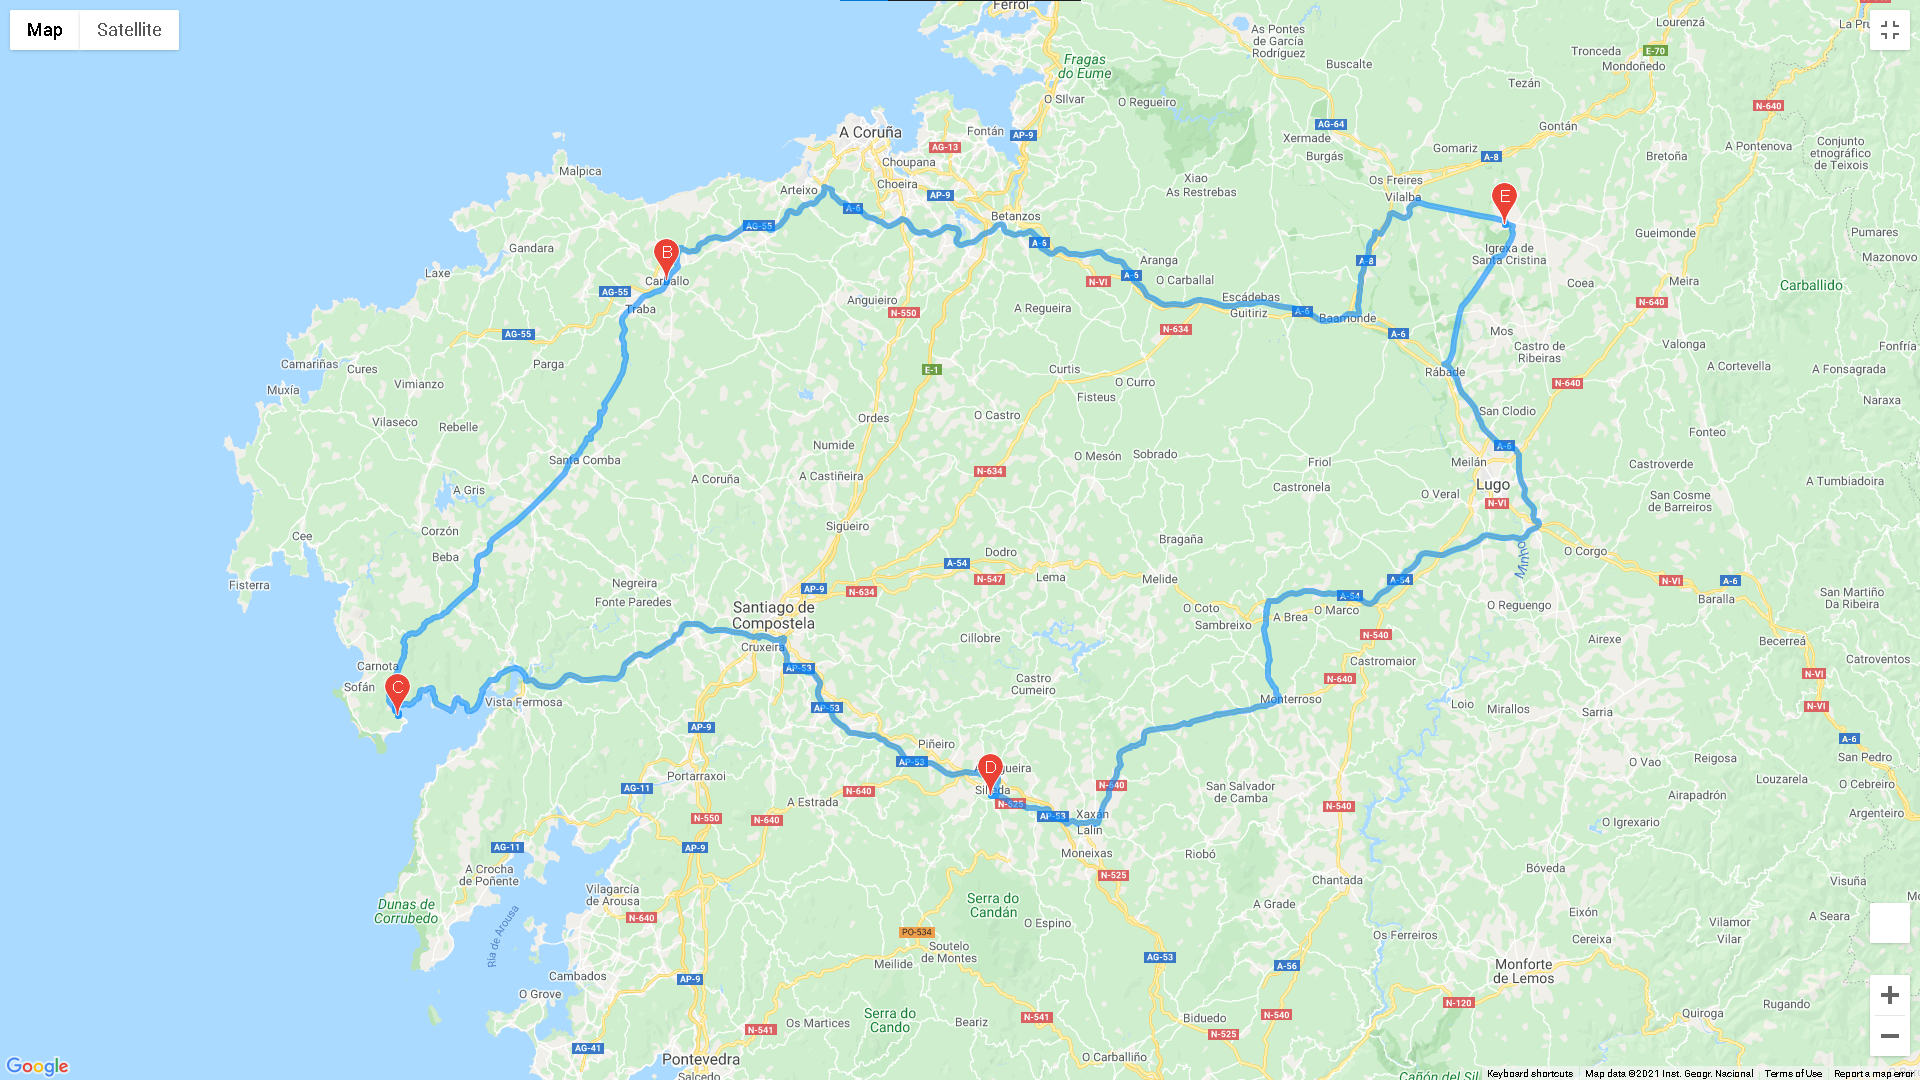 Map
Satellite
Ferrol
As Pontes
de García
Rodríguez
Lourenzá
La Pru
E-70
Tronceda
Mondoñedo
Buscalte
Fragas
do Eume
Tezán
O SIlvar
O Regueiro
N-640
A Coruña
Fontán
AP-9
AG-64
Xermade
Gontán
AG-13
Choupana
Burgás
Gomariz
A-8
Bretoña
A Pontenova
Conjunto
etnográfico
de Teixois
Malpica
Arteixo
Choeira
AP-9
Xiao
As Restrebas
Os Freires
Vilalba
E
A-6
Betanzos
AG-55
Gueimonde
Pumares
Gandara
B
A-6
Igrexa de
Santa Cristina
Mazonovo
Laxe
Carballo
Aranga
A-8
A-6
O Carballal
N-VI
Coea
Meira
Carballido
AG-55
Traba
Anguieiro
N-550
A Regueira
Escádebas
Guitiriz
A-6
Baamonde
N-640
AG-55
N-634
A-6
Mos
Castro de
Ribeiras
Valonga
Fonfría
Camariñas
Cures
Parga
E-1
Curtis
Rábade
A Cortevella
A Fonsagrada
Muxía
Vimianzo
O Curro
N-640
Fisteus
Naraxa
Vilaseco
Rebelle
Ordes
O Castro
San Clodio
Fonteo
Numide
A-6
Santa Comba
O Mesón
Sobrado
Friol
Meilán
Castroverde
A Gris
A Coruña
A Castiñeira
N-634
Castronela
Lugo
O Veral
N-VI
San Cosme
de Barreiros
A Tumbiadoira
Cee
Corzón
Sigüeiro
Bragaña
Beba
Dodro
Miño
O Corgo
A-54
Fisterra
Negreira
AP-9
N-634
N-547
Lema
Melide
A-54
N-VI
A-6
Baralla
San Martiño
Da Ribeira
Fonte Paredes
Santiago de
Compostela
O Coto
Sambreixo
A-54
O Marco
A Brea
O Reguengo
Cillobre
N-540
Airexe
Becerreá
Cruxeira
Carnota
Sofán
C
AP-53
Castro
Cumeiro
Castromaior
N-640
N-VI
Catroventos
Vista Fermosa
AP-53
Monterroso
Loio
Mirallos
Sarria
N-VI
AP-9
Piñeiro
A-6
AP-53
D
San Pedro
O Vao
Reigosa
Portarraxoi
Silleda
Louzarela
O Cebreiro
AG-11
N-640
N-640
San Salvador
de Camba
A Estrada
N-525
N-540
Airapadrón
Argenteiro
N-550
N-640
AP-53
Xaxán
Lalín
O Irexario
AG-11
AP-9
Moneixas
Riobó
A Crocha
de Poñente
N-525
Bóveda
Chantada
Visuña
Vilagarcía
de Arousa
Serra do
Candán
A Grade
Dunas de
Corrubedo
Ría de Arousa
N-640
O Espino
Eixón
Vilamor
A Seara
PO-534
Os Ferreiros
Cereixa
Vilar
Soutelo
de Montes
AG-53
A-56
Monforte
de Lemos
Meilide
Cambados
AP-9
O Grove
N-120
Rugando
Serra do
Cando
Os Martices
Beariz
N-541
Biduedo
N-540
Quiroga
N-541
N-525
AG-41
Pontevedra
O Carballiño
Salcedo
Cañón del Sil
Google
Keyboard shortcuts
Map data ©2021 Inst. Geogr. Nacional
Terms of Use
Report a map error